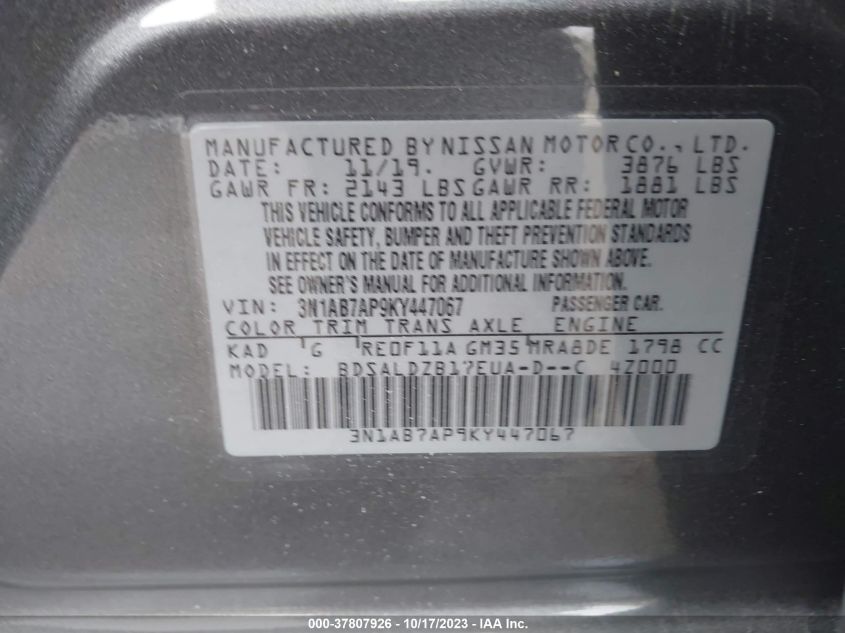 MANUFACTURED BY NISSAN MOTOR CO., LTD.
DATE: 11/19. GVWR: 3876 LBS
GAWR FR: 2143 LBS GAWR RR: 1881 LBS
THIS VEHICLE CONFORMS TO ALL APPLICABLE FEDERAL MOTOR
VEHICLE SAFETY, BUMPER AND THEFT PREVENTION STANDARDS
IN EFFECT ON THE DATE OF MANUFACTURE SHOWN ABOVE.
SEE OWNER'S MANUAL FOR ADDITIONAL INFORMATION.
VIN: 3N1AB7AP9KY447067 PASSENGER CAR.
COLOR TRIM TRANS AXLE ENGINE
KAD G RE0F11A GM35 MRA8DE 1798 CC
MODEL: BDSALDZB17EUA-D--C 4Z000
3N1AB7AP9KY447067
000-37807926 - 10/17/2023 - IAA Holdings, LLC.